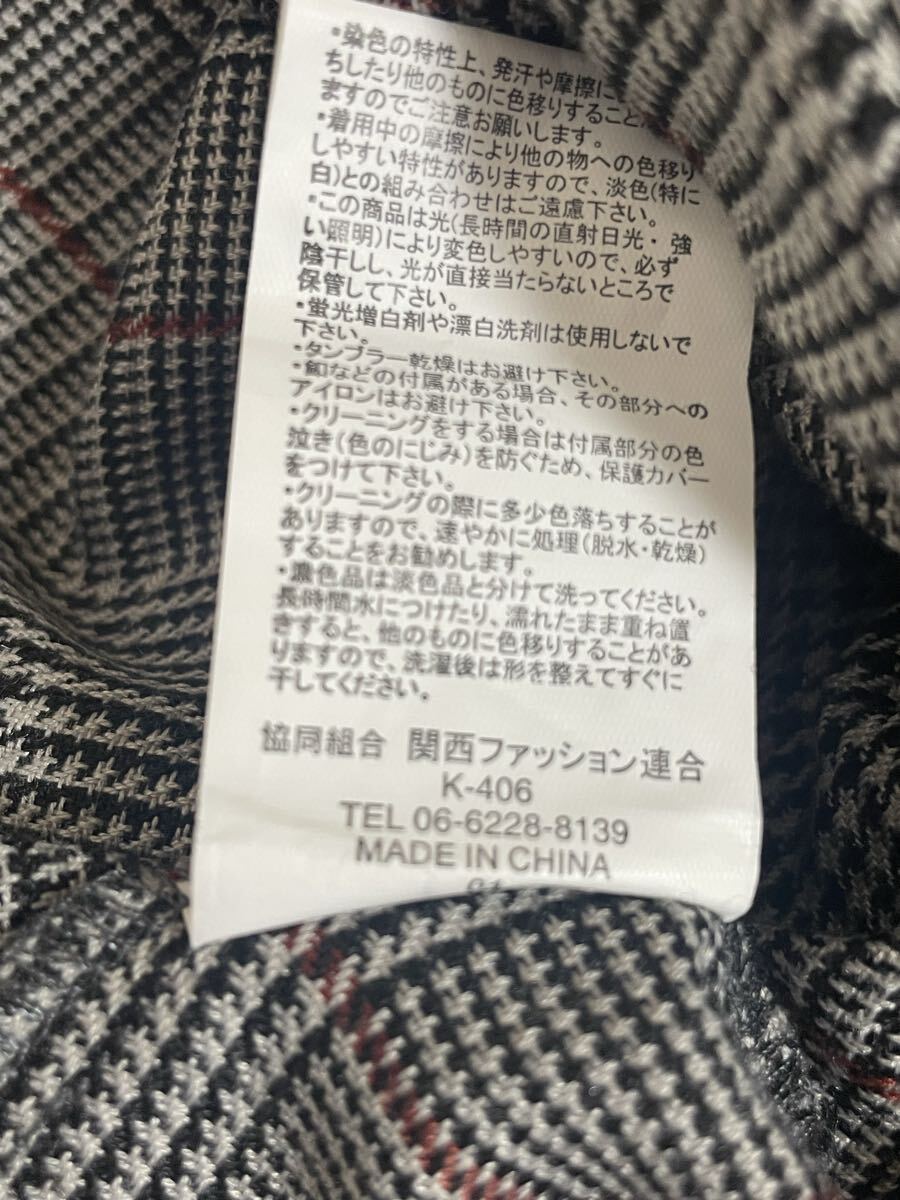 ・染色の特性上、発汗や摩擦に
ちしたり他のものに色移りすること
ますのでご注意お願いします。
・着用中の摩擦により他の物への色移り
しやすい特性がありますので、淡色(特に
白)との組み合わせはご遠慮下さい。
・この商品は光(長時間の直射日光・強
い照明)により変色しやすいので、必ず
陰干しし、光が直接当たらないところで
保管して下さい。
・蛍光増白剤や漂白洗剤は使用しないで
下さい。
・タンブラー乾燥はお避け下さい。
・釦などの付属がある場合、その部分への
アイロンはお避け下さい。
・クリーニングをする場合は付属部分の色
泣き(色のにじみ)を防ぐため、保護カバー
をつけて下さい。
・クリーニングの際に多少色落ちすることが
ありますので、速やかに処理(脱水・乾燥)
することをお勧めします。
・濃色品は淡色品と分けて洗ってください。
長時間水につけたり、濡れたまま重ね置
きすると、他のものに色移りすることがあ
りますので、洗濯後は形を整えてすぐに
干してください。
協同組合 関西ファッション連合
K-406
TEL 06-6228-8139
MADE IN CHINA